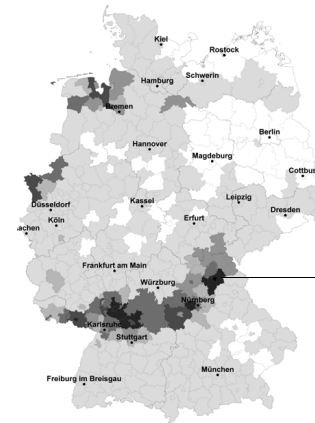 Kiel
Rostock
Hamburg
Schwerin
Bremen
Berlin
Hannover
Magdeburg
Cottbus
Düsseldorf
Kassel
Leipzig
Dresden
Köln
Erfurt
achen
Frankfurt am Main
Würzburg
Nürnberg
Karlsruhe
Stuttgart
München
Freiburg im Breisgau